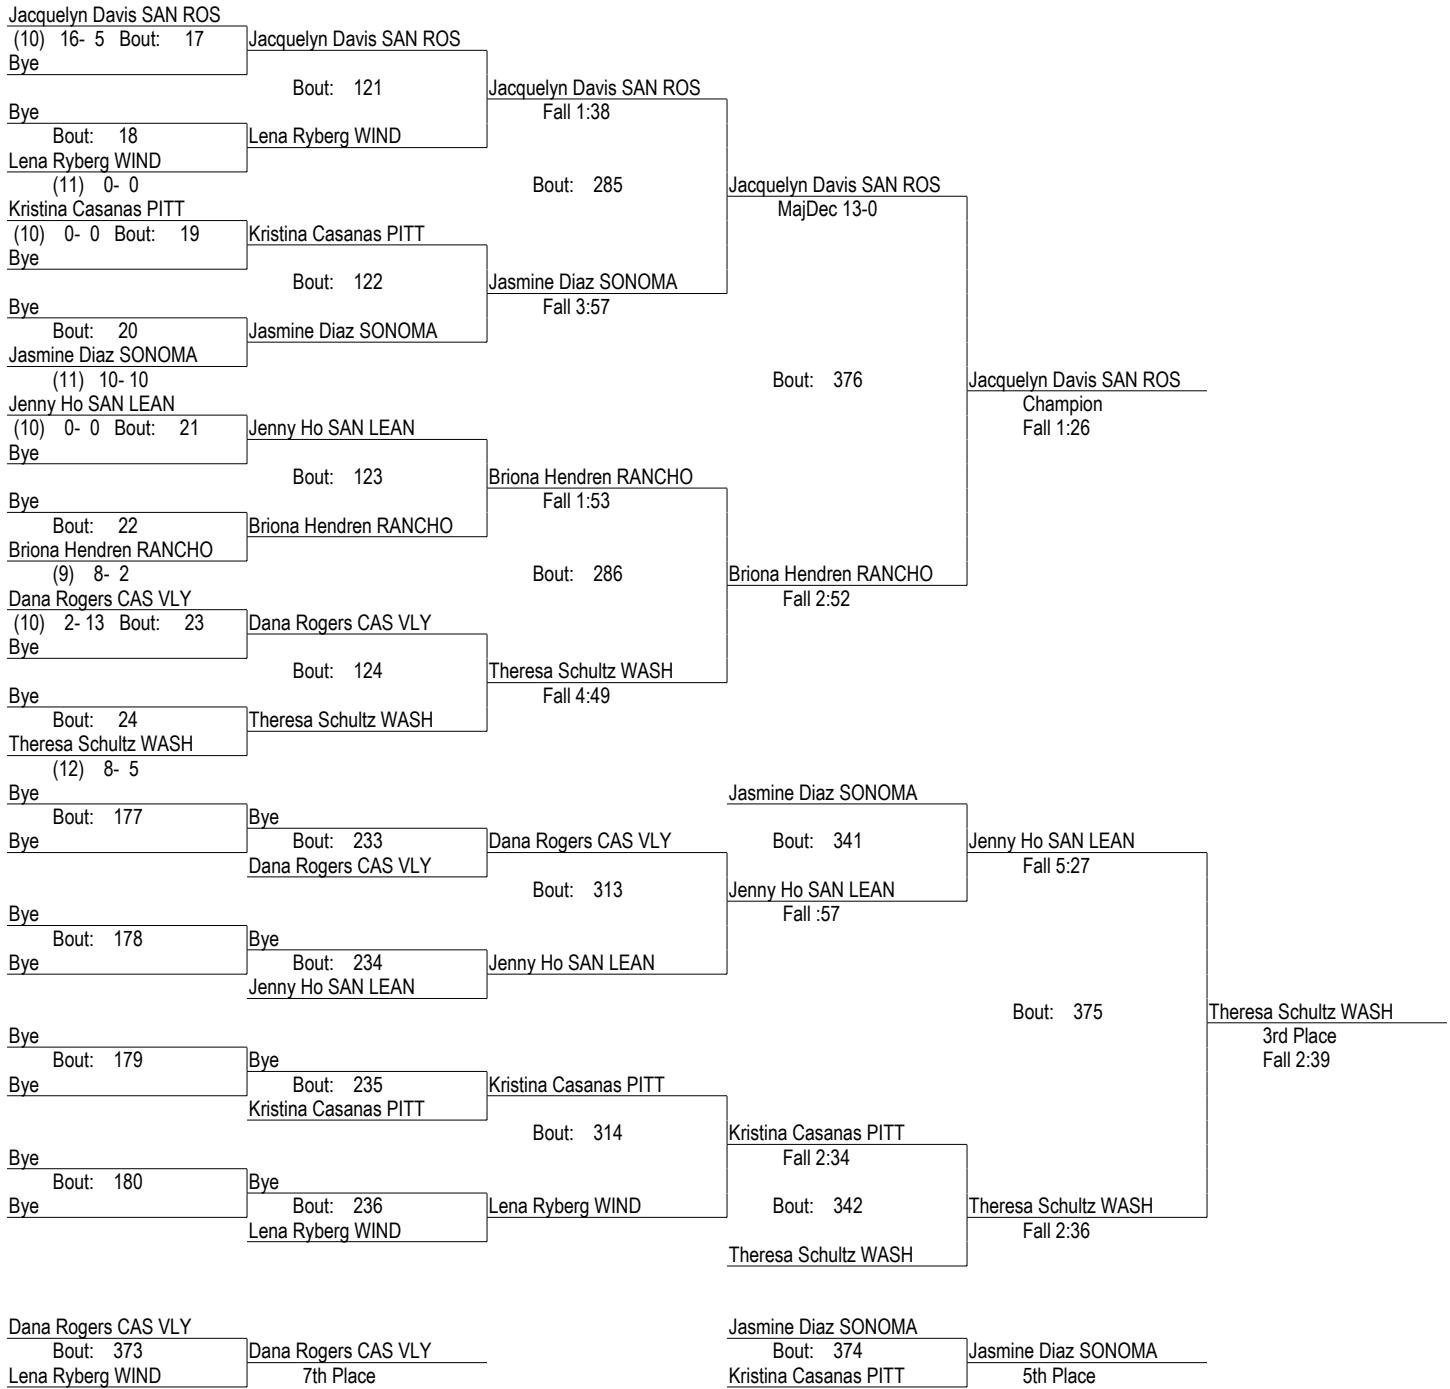 Jacquelyn Davis SAN ROS
(10) 16- 5 Bout: 17 Jacquelyn Davis SAN ROS
Bye
Bout: 121 Jacquelyn Davis SAN ROS
Bye Fall 1:38
Bout: 18 Lena Ryberg WIND
Lena Ryberg WIND
(11) 0- 0 Bout: 285 Jacquelyn Davis SAN ROS
Kristina Casanas PITT MajDec 13-0
(10) 0- 0 Bout: 19 Kristina Casanas PITT
Bye
Bout: 122 Jasmine Diaz SONOMA
Bye Fall 3:57
Bout: 20 Jasmine Diaz SONOMA
Jasmine Diaz SONOMA
(11) 10- 10 Bout: 376 Jacquelyn Davis SAN ROS
Jenny Ho SAN LEAN Champion
(10) 0- 0 Bout: 21 Jenny Ho SAN LEAN Fall 1:26
Bye
Bout: 123 Briona Hendren RANCHO
Bye Fall 1:53
Bout: 22 Briona Hendren RANCHO
Briona Hendren RANCHO
(9) 8- 2 Bout: 286 Briona Hendren RANCHO
Dana Rogers CAS VLY Fall 2:52
(10) 2- 13 Bout: 23 Dana Rogers CAS VLY
Bye
Bout: 124 Theresa Schultz WASH
Bye Fall 4:49
Bout: 24 Theresa Schultz WASH
Theresa Schultz WASH
(12) 8- 5
Bye Jasmine Diaz SONOMA
Bout: 177 Bye
Bye Bout: 233 Dana Rogers CAS VLY Bout: 341 Jenny Ho SAN LEAN
Dana Rogers CAS VLY Fall 5:27
Bout: 313 Jenny Ho SAN LEAN
Bye Fall :57
Bout: 178 Bye
Bye Bout: 234 Jenny Ho SAN LEAN
Jenny Ho SAN LEAN
Bout: 375 Theresa Schultz WASH
Bye 3rd Place
Bout: 179 Bye Fall 2:39
Bye Bout: 235 Kristina Casanas PITT
Kristina Casanas PITT
Bout: 314 Kristina Casanas PITT
Bye Fall 2:34
Bout: 180 Bye
Bye Bout: 236 Lena Ryberg WIND Bout: 342 Theresa Schultz WASH
Lena Ryberg WIND Fall 2:36
Theresa Schultz WASH
Dana Rogers CAS VLY Jasmine Diaz SONOMA
Bout: 373 Dana Rogers CAS VLY Bout: 374 Jasmine Diaz SONOMA
Lena Ryberg WIND 7th Place Kristina Casanas PITT 5th Place